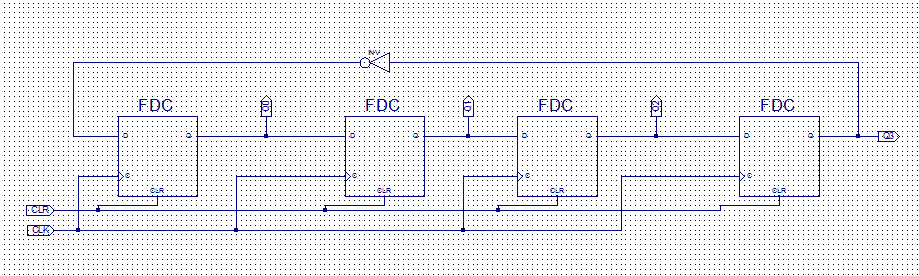 INV
FDC FDC FDC FDC
Q0 Q1 Q2
D Q D Q D Q D Q Q3
C C C C
CLR CLR CLR CLR
CLR
CLK